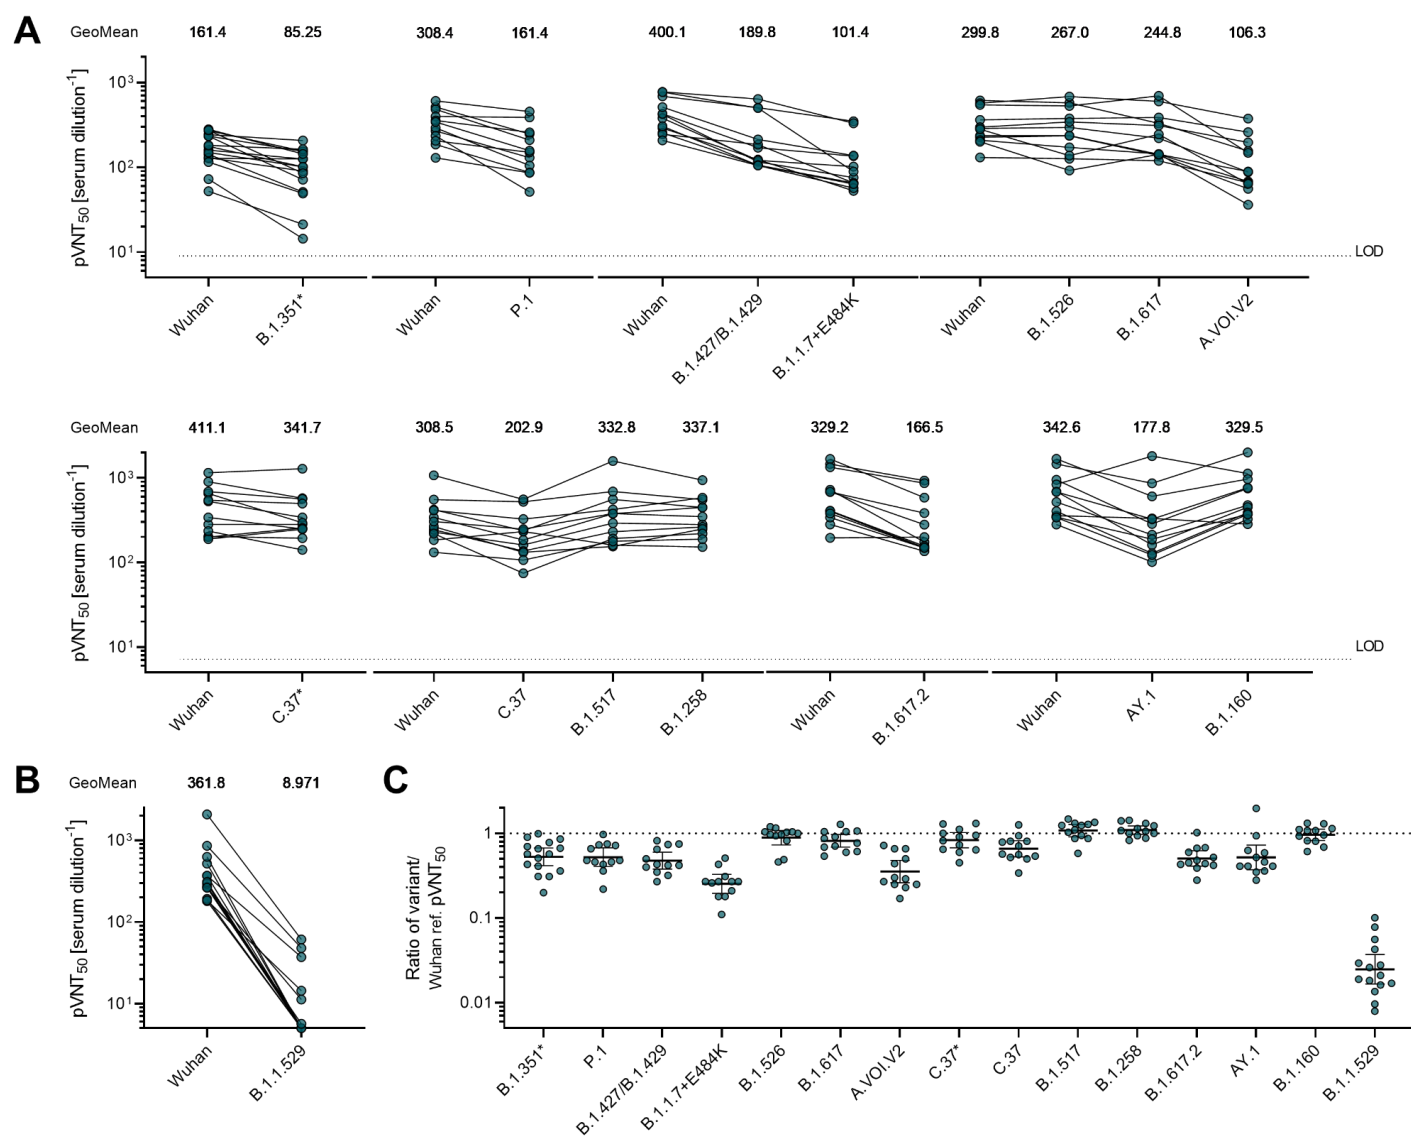 A
GeoMean 161.4 85.25 308.4 161.4 400.1 189.8 101.4 299.8 267.0 244.8 106.3
pVNT50 [serum dilution-1]
10³
10²
10¹
LOD
Wuhan B.1.351* Wuhan P.1 Wuhan B.1.427/B.1.429 B.1.1.7+E484K Wuhan B.1.526 B.1.617 A.VOI.V2
GeoMean 411.1 341.7 308.5 202.9 332.8 337.1 329.2 166.5 342.6 177.8 329.5
pVNT50 [serum dilution-1]
10³
10²
10¹
LOD
Wuhan C.37* Wuhan C.37 B.1.517 B.1.258 Wuhan B.1.617.2 Wuhan AY.1 B.1.160
B
GeoMean 361.8 8.971
pVNT50 [serum dilution-1]
10³
10²
10¹
Wuhan B.1.1.529
C
Ratio of variant/
Wuhan ref. pVNT50
1
0.1
0.01
B.1.351* P.1 B.1.427/B.1.429 B.1.1.7+E484K B.1.526 B.1.617 A.VOI.V2 C.37* C.37 B.1.517 B.1.258 B.1.617.2 AY.1 B.1.160 B.1.1.529